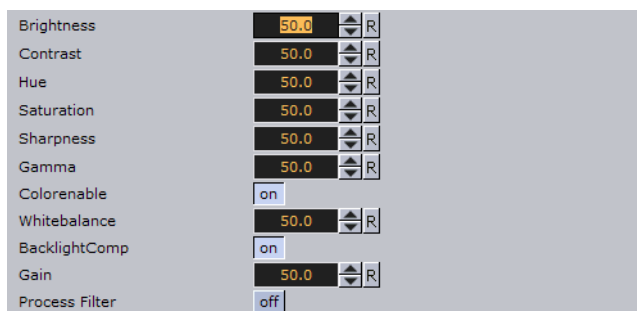 Brightness 50.0 R
Contrast 50.0 R
Hue 50.0 R
Saturation 50.0 R
Sharpness 50.0 R
Gamma 50.0 R
Colorenable on
Whitebalance 50.0 R
BacklightComp on
Gain 50.0 R
Process Filter off